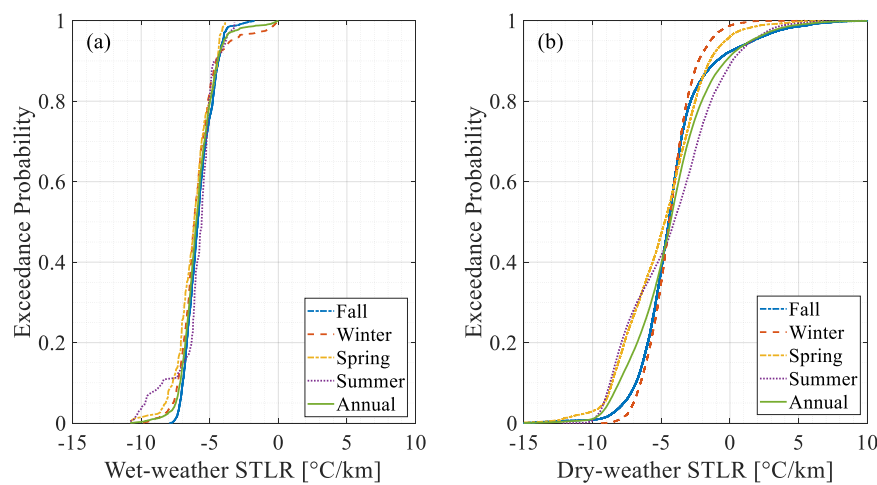 (a)
Exceedance Probability
1
0.8
0.6
0.4
0.2
0
-15
-10
-5
0
5
10
Wet-weather STLR [°C/km]
Fall
Winter
Spring
Summer
Annual
(b)
Exceedance Probability
1
0.8
0.6
0.4
0.2
0
-15
-10
-5
0
5
10
Dry-weather STLR [°C/km]
Fall
Winter
Spring
Summer
Annual